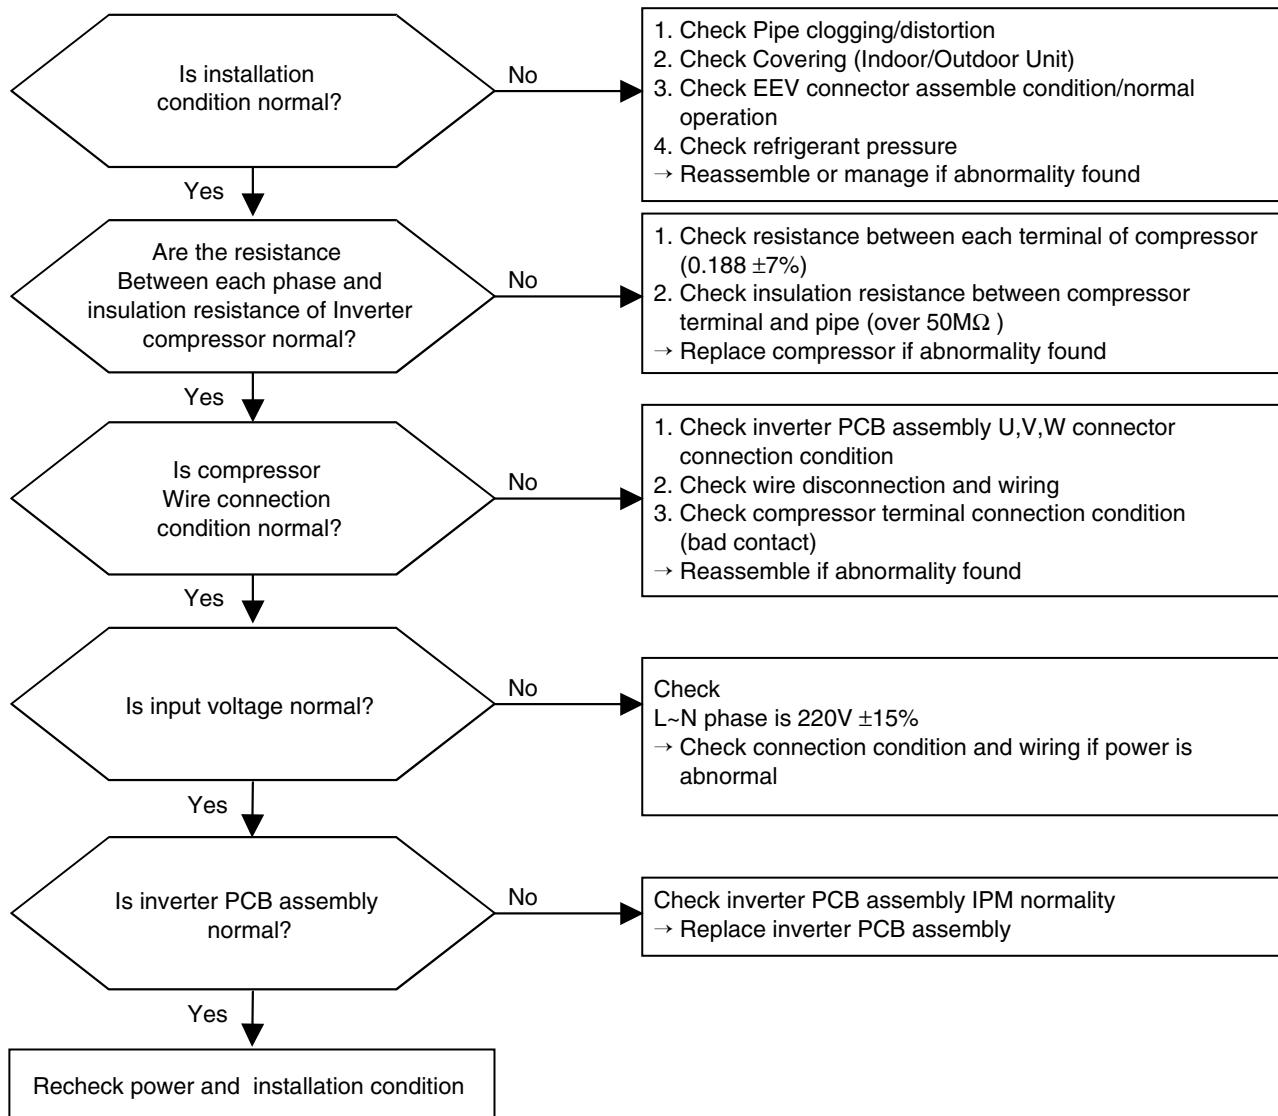 Is installation
condition normal?
No
1. Check Pipe clogging/distortion
2. Check Covering (Indoor/Outdoor Unit)
3. Check EEV connector assemble condition/normal
operation
4. Check refrigerant pressure
→ Reassemble or manage if abnormality found
Yes
Are the resistance
Between each phase and
insulation resistance of Inverter
compressor normal?
No
1. Check resistance between each terminal of compressor
(0.188 ±7%)
2. Check insulation resistance between compressor
terminal and pipe (over 50MΩ )
→ Replace compressor if abnormality found
Yes
Is compressor
Wire connection
condition normal?
No
1. Check inverter PCB assembly U,V,W connector
connection condition
2. Check wire disconnection and wiring
3. Check compressor terminal connection condition
(bad contact)
→ Reassemble if abnormality found
Yes
Is input voltage normal?
No
Check
L~N phase is 220V ±15%
→ Check connection condition and wiring if power is
abnormal
Yes
Is inverter PCB assembly
normal?
No
Check inverter PCB assembly IPM normality
→ Replace inverter PCB assembly
Yes
Recheck power and installation condition